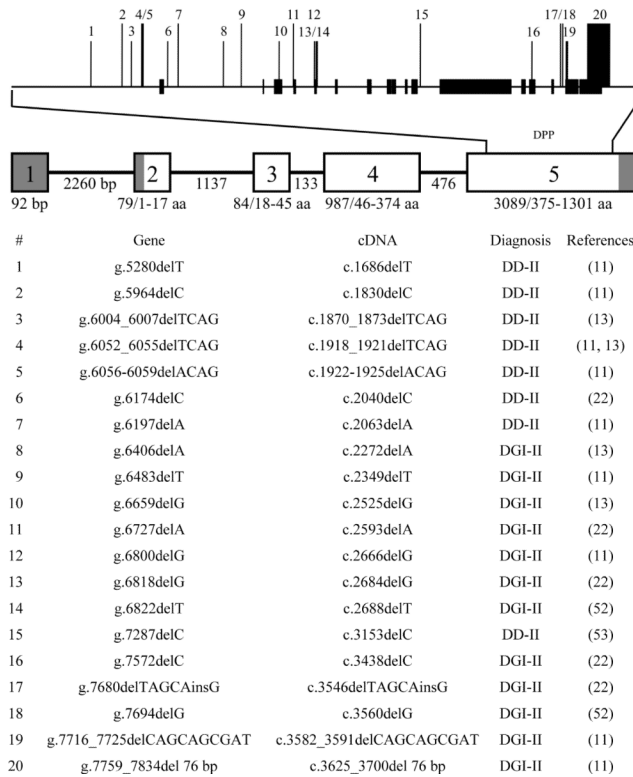 2 4/5 7 9 11 12 15 17/18 20
1 3 6 8 10 13/14 16 19
DPP
1 2 3 4 5
2260 bp 1137 133 476
92 bp 79/1-17 aa 84/18-45 aa 987/46-374 aa 3089/375-1301 aa
# Gene cDNA Diagnosis References
1 g.5280delT c.1686delT DD-II (11)
2 g.5964delC c.1830delC DD-II (11)
3 g.6004_6007delTCAG c.1870_1873delTCAG DD-II (13)
4 g.6052_6055delTCAG c.1918_1921delTCAG DD-II (11, 13)
5 g.6056-6059delACAG c.1922-1925delACAG DD-II (11)
6 g.6174delC c.2040delC DD-II (22)
7 g.6197delA c.2063delA DD-II (11)
8 g.6406delA c.2272delA DGI-II (13)
9 g.6483delT c.2349delT DGI-II (11)
10 g.6659delG c.2525delG DGI-II (13)
11 g.6727delA c.2593delA DGI-II (22)
12 g.6800delG c.2666delG DGI-II (11)
13 g.6818delG c.2684delG DGI-II (22)
14 g.6822delT c.2688delT DGI-II (52)
15 g.7287delC c.3153delC DD-II (53)
16 g.7572delC c.3438delC DGI-II (22)
17 g.7680delTAGCAinsG c.3546delTAGCAinsG DGI-II (22)
18 g.7694delG c.3560delG DGI-II (52)
19 g.7716_7725delCAGCAGCGAT c.3582_3591delCAGCAGCGAT DGI-II (11)
20 g.7759_7834del 76 bp c.3625_3700del 76 bp DGI-II (11)